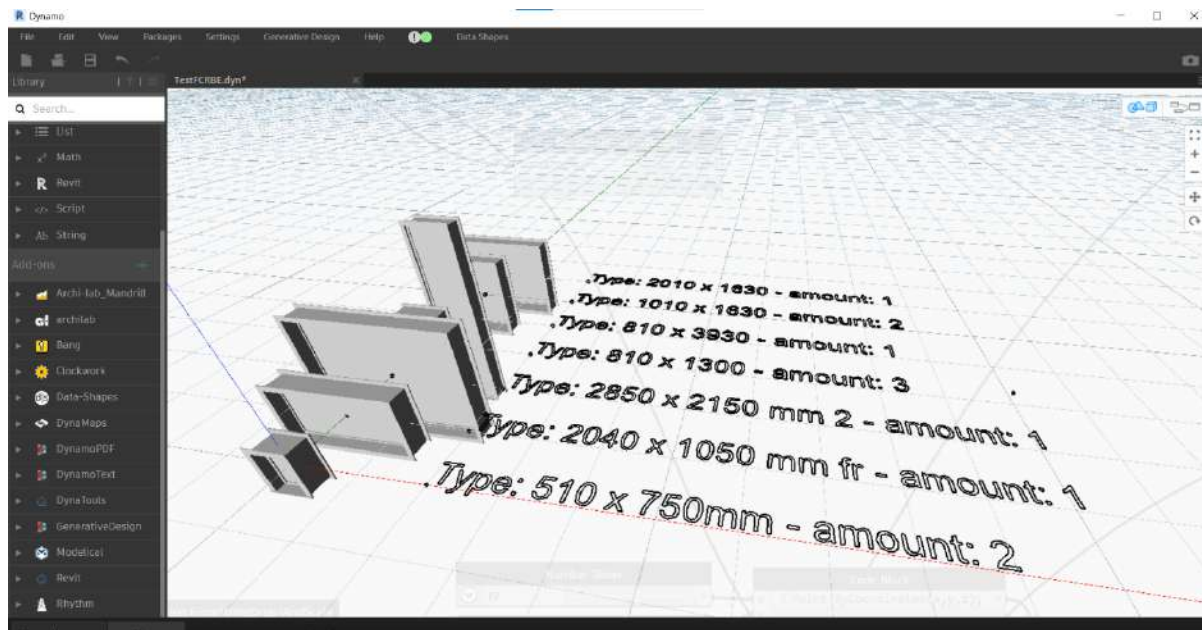 Dynamo
File Edit View Packages Settings Generative Design Help Data Shapes
Library
TestFCRBE.dyn*
Search...
List
Math
Revit
Script
String
Add-ons
Archi-lab_Mandrill
archilab
Bang
Clockwork
Data-Shapes
DynaMaps
DynamoPDF
DynamoText
DynaTools
GenerativeDesign
Modelical
Revit
Rhythm
Type: 2010 x 1630 - amount: 1
Type: 1010 x 1630 - amount: 2
Type: 810 x 3930 - amount: 1
Type: 810 x 1300 - amount: 3
Type: 2850 x 2150 mm 2 - amount: 1
Type: 2040 x 1050 mm fr - amount: 1
Type: 510 x 750mm - amount: 2
Number Slider
Code Block